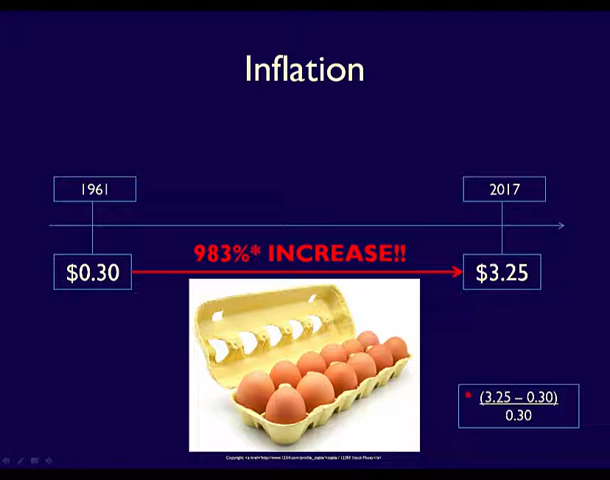 Inflation
1961
2017
983%* INCREASE!!
$0.30
$3.25
* (3.25 – 0.30)
0.30